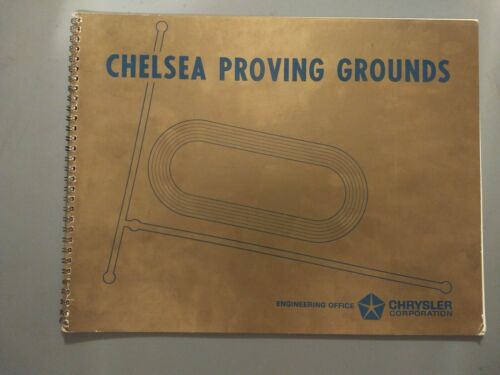 CHELSEA PROVING GROUNDS
ENGINEERING OFFICE
CHRYSLER
CORPORATION